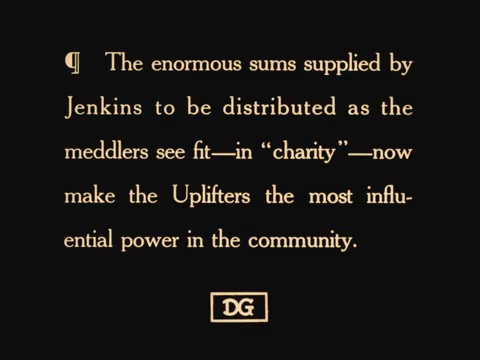 ¶ The enormous sums supplied by
Jenkins to be distributed as the
meddlers see fit—in “charity”—now
make the Uplifters the most influ-
ential power in the community.
DG